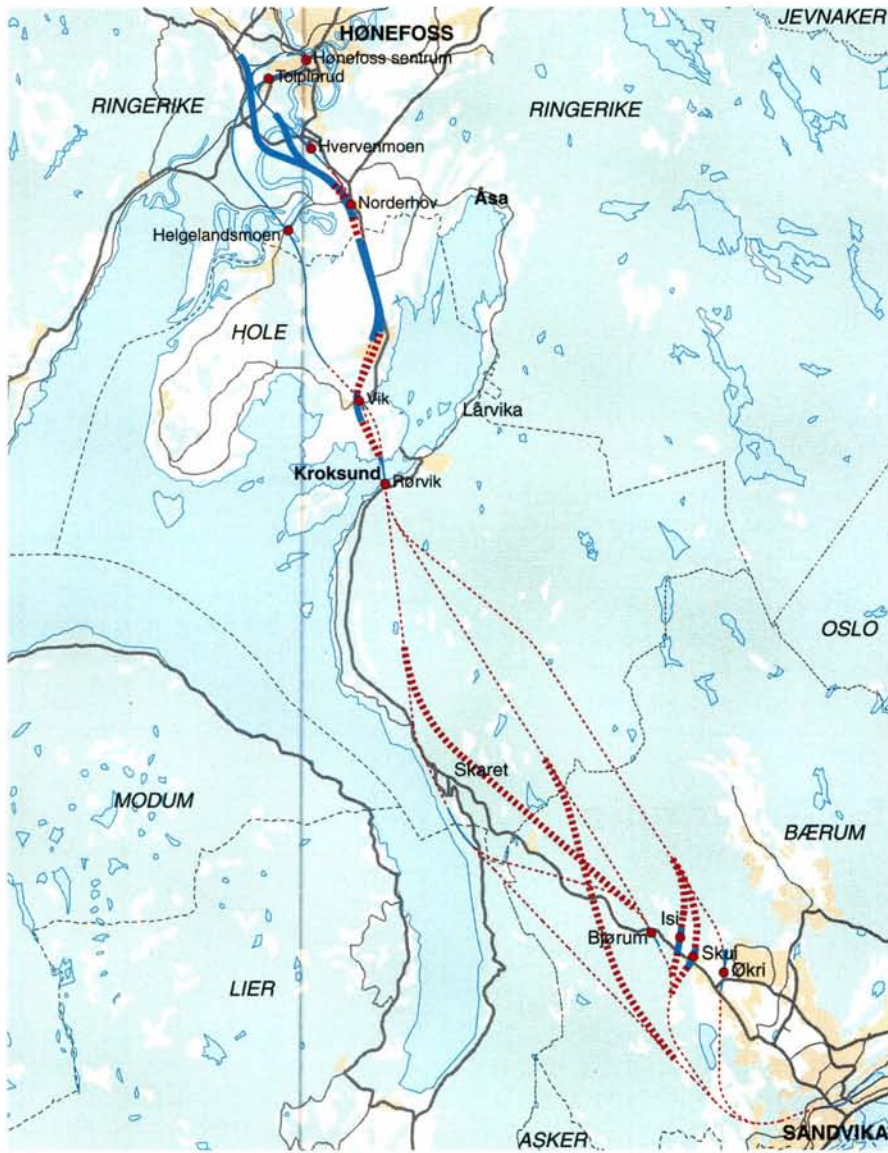 JEVNAKER
HØNEFOSS
Hønefoss sentrum
Tolpinrud
RINGERIKE
RINGERIKE
Hvervenmoen
Norderhov
Åsa
Helgelandsmoen
HOLE
Vik
Lårvika
Kroksund
Rørvik
OSLO
Skaret
MODUM
BÆRUM
Isi
Bjørum
Skui
Økri
LIER
SANDVIKA
ASKER